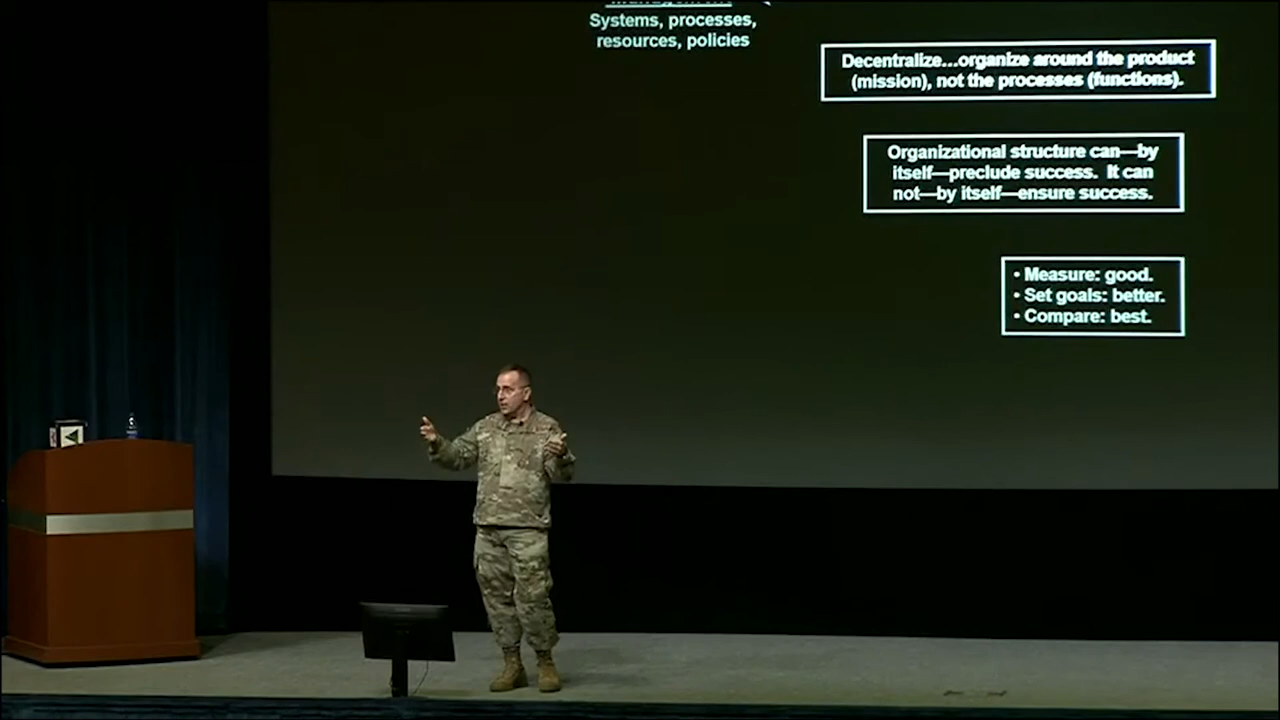 Systems, processes,
resources, policies
Decentralize...organize around the product
(mission), not the processes (functions).
Organizational structure can—by
itself—preclude success. It can
not—by itself—ensure success.
• Measure: good.
• Set goals: better.
• Compare: best.